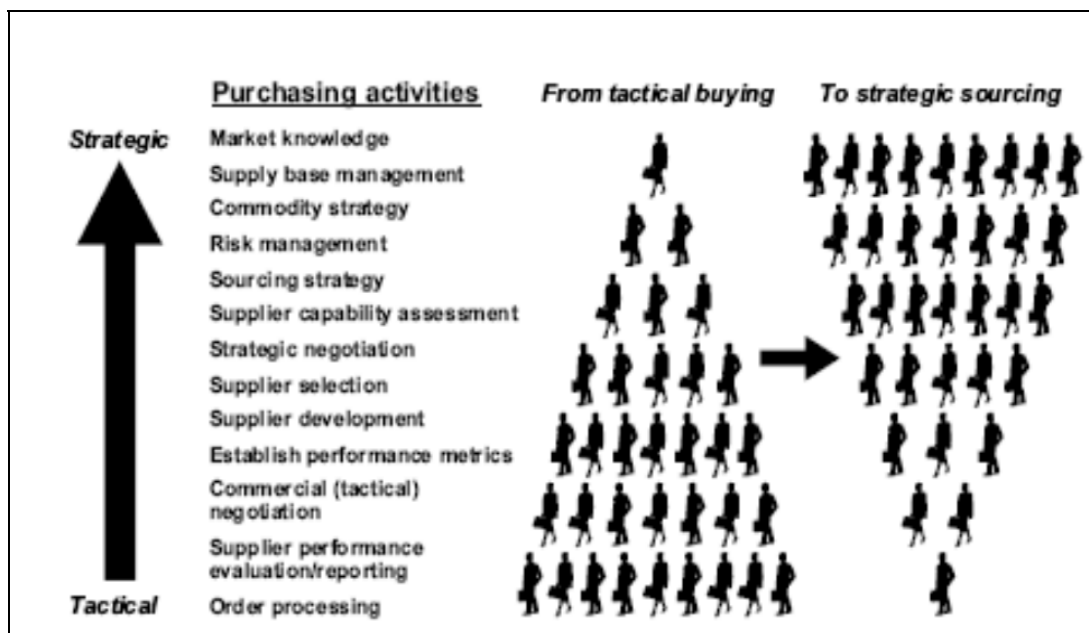 Purchasing activities
From tactical buying
To strategic sourcing
Strategic
Market knowledge
Supply base management
Commodity strategy
Risk management
Sourcing strategy
Supplier capability assessment
Strategic negotiation
Supplier selection
Supplier development
Establish performance metrics
Commercial (tactical)
negotiation
Supplier performance
evaluation/reporting
Tactical
Order processing